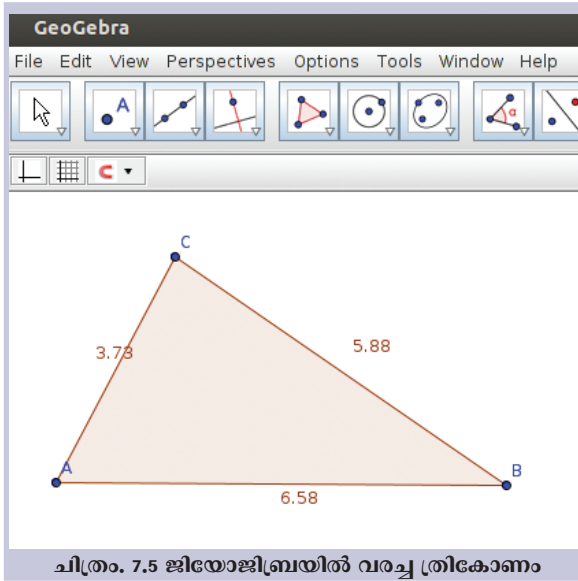 GeoGebra
File Edit View Perspectives Options Tools Window Help
A
α
C
3.73
5.88
A
B
6.58
ചിത്രം. 7.5 ജിയോജിബ്രയിൽ വരച്ച ത്രികോണം